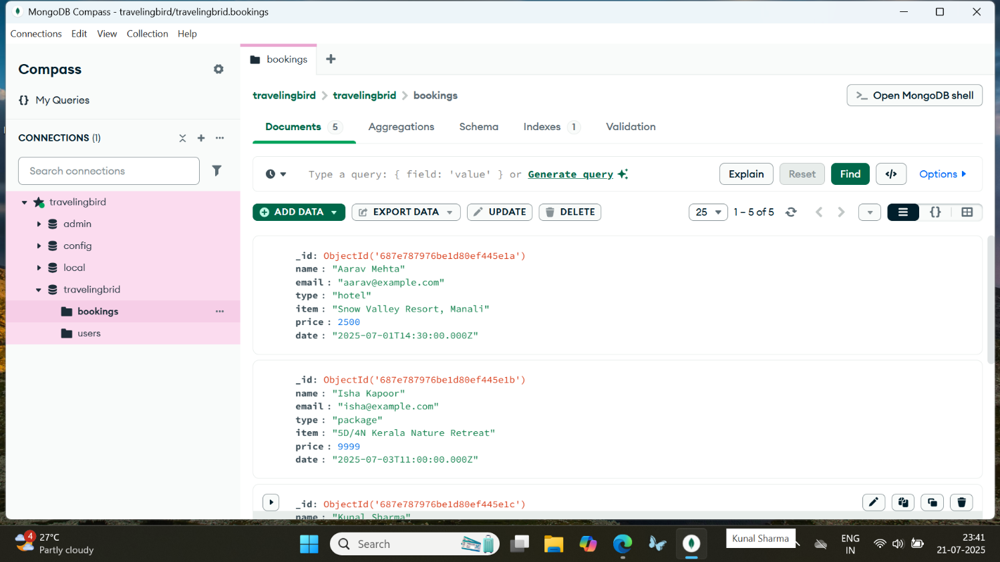 MongoDB Compass - travelingbird/travelingbrid.bookings
Connections Edit View Collection Help
Compass
My Queries
CONNECTIONS (1)
Search connections
travelingbird
admin
config
local
travelingbrid
bookings
users
bookings
travelingbird > travelingbrid > bookings
Open MongoDB shell
Documents 5 Aggregations Schema Indexes 1 Validation
Type a query: { field: 'value' } or Generate query
Explain Reset Find </> Options
ADD DATA EXPORT DATA UPDATE DELETE
25 1 – 5 of 5 {}
_id: ObjectId('687e787976be1d80ef445e1a')
name : "Aarav Mehta"
email : "aarav@example.com"
type : "hotel"
item : "Snow Valley Resort, Manali"
price : 2500
date : "2025-07-01T14:30:00.000Z"
_id: ObjectId('687e787976be1d80ef445e1b')
name : "Isha Kapoor"
email : "isha@example.com"
type : "package"
item : "5D/4N Kerala Nature Retreat"
price : 9999
date : "2025-07-03T11:00:00.000Z"
_id: ObjectId('687e787976be1d80ef445e1c')
name : "Kunal Sharma"
4
27°C
Partly cloudy
Search
Kunal Sharma
ENG
IN
23:41
21-07-2025